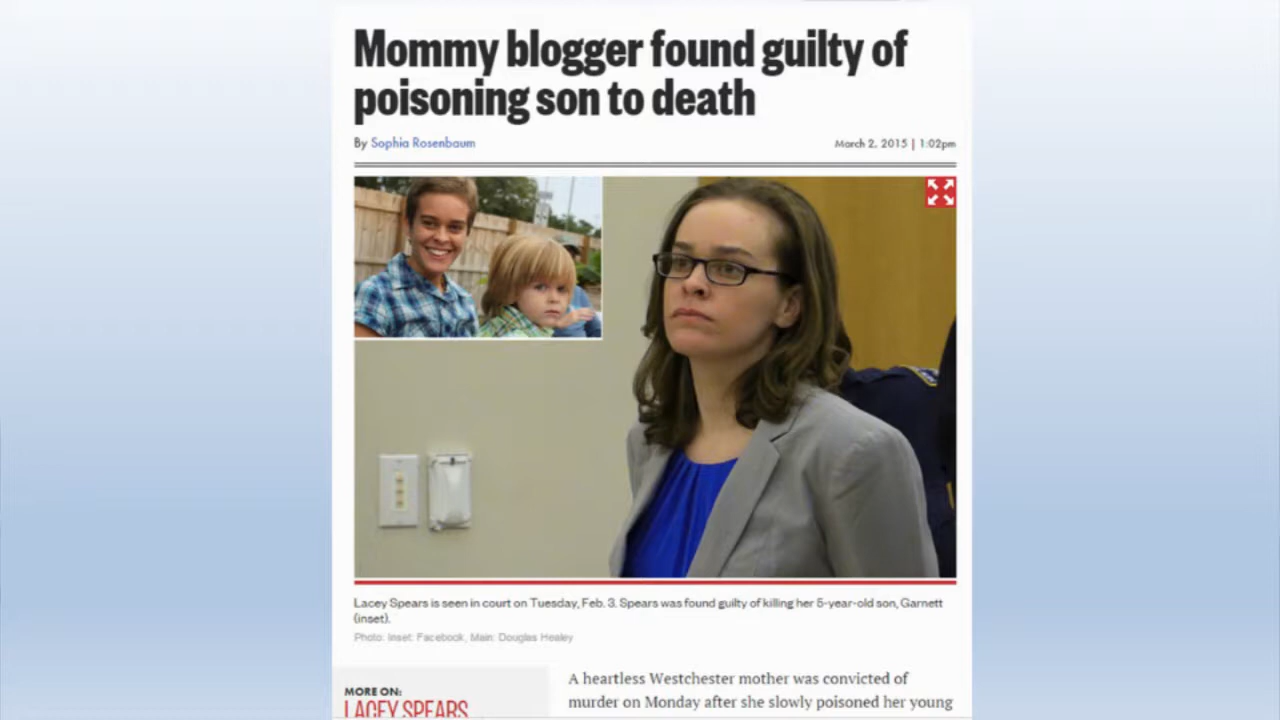 Mommy blogger found guilty of
poisoning son to death
By Sophia Rosenbaum
March 2, 2015 | 1:02pm
Lacey Spears is seen in court on Tuesday, Feb. 3. Spears was found guilty of killing her 5-year-old son, Garnett
(inset).
Photo: Inset: Facebook, Main: Douglas Healey
MORE ON:
LACEY SPEARS
A heartless Westchester mother was convicted of
murder on Monday after she slowly poisoned her young